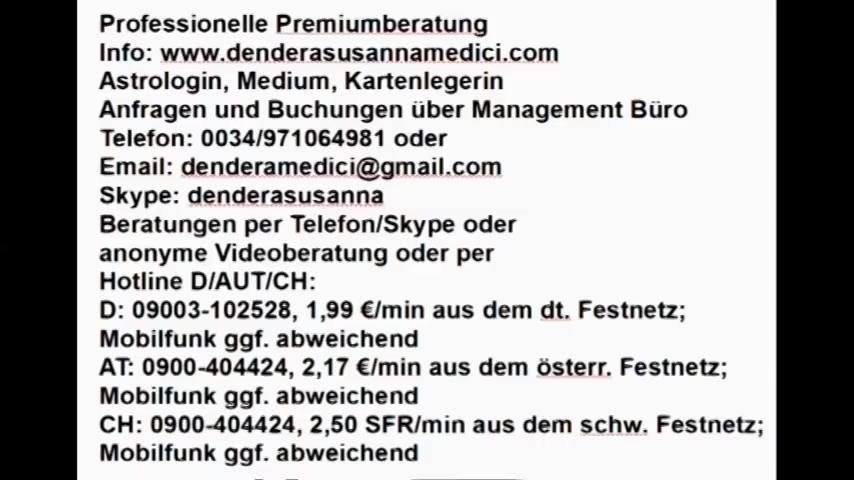 Professionelle Premiumberatung
Info: www.denderasusannamedici.com
Astrologin, Medium, Kartenlegerin
Anfragen und Buchungen über Management Büro
Telefon: 0034/971064981 oder
Email: denderamedici@gmail.com
Skype: denderasusanna
Beratungen per Telefon/Skype oder
anonyme Videoberatung oder per
Hotline D/AUT/CH:
D: 09003-102528, 1,99 €/min aus dem dt. Festnetz;
Mobilfunk ggf. abweichend
AT: 0900-404424, 2,17 €/min aus dem österr. Festnetz;
Mobilfunk ggf. abweichend
CH: 0900-404424, 2,50 SFR/min aus dem schw. Festnetz;
Mobilfunk ggf. abweichend